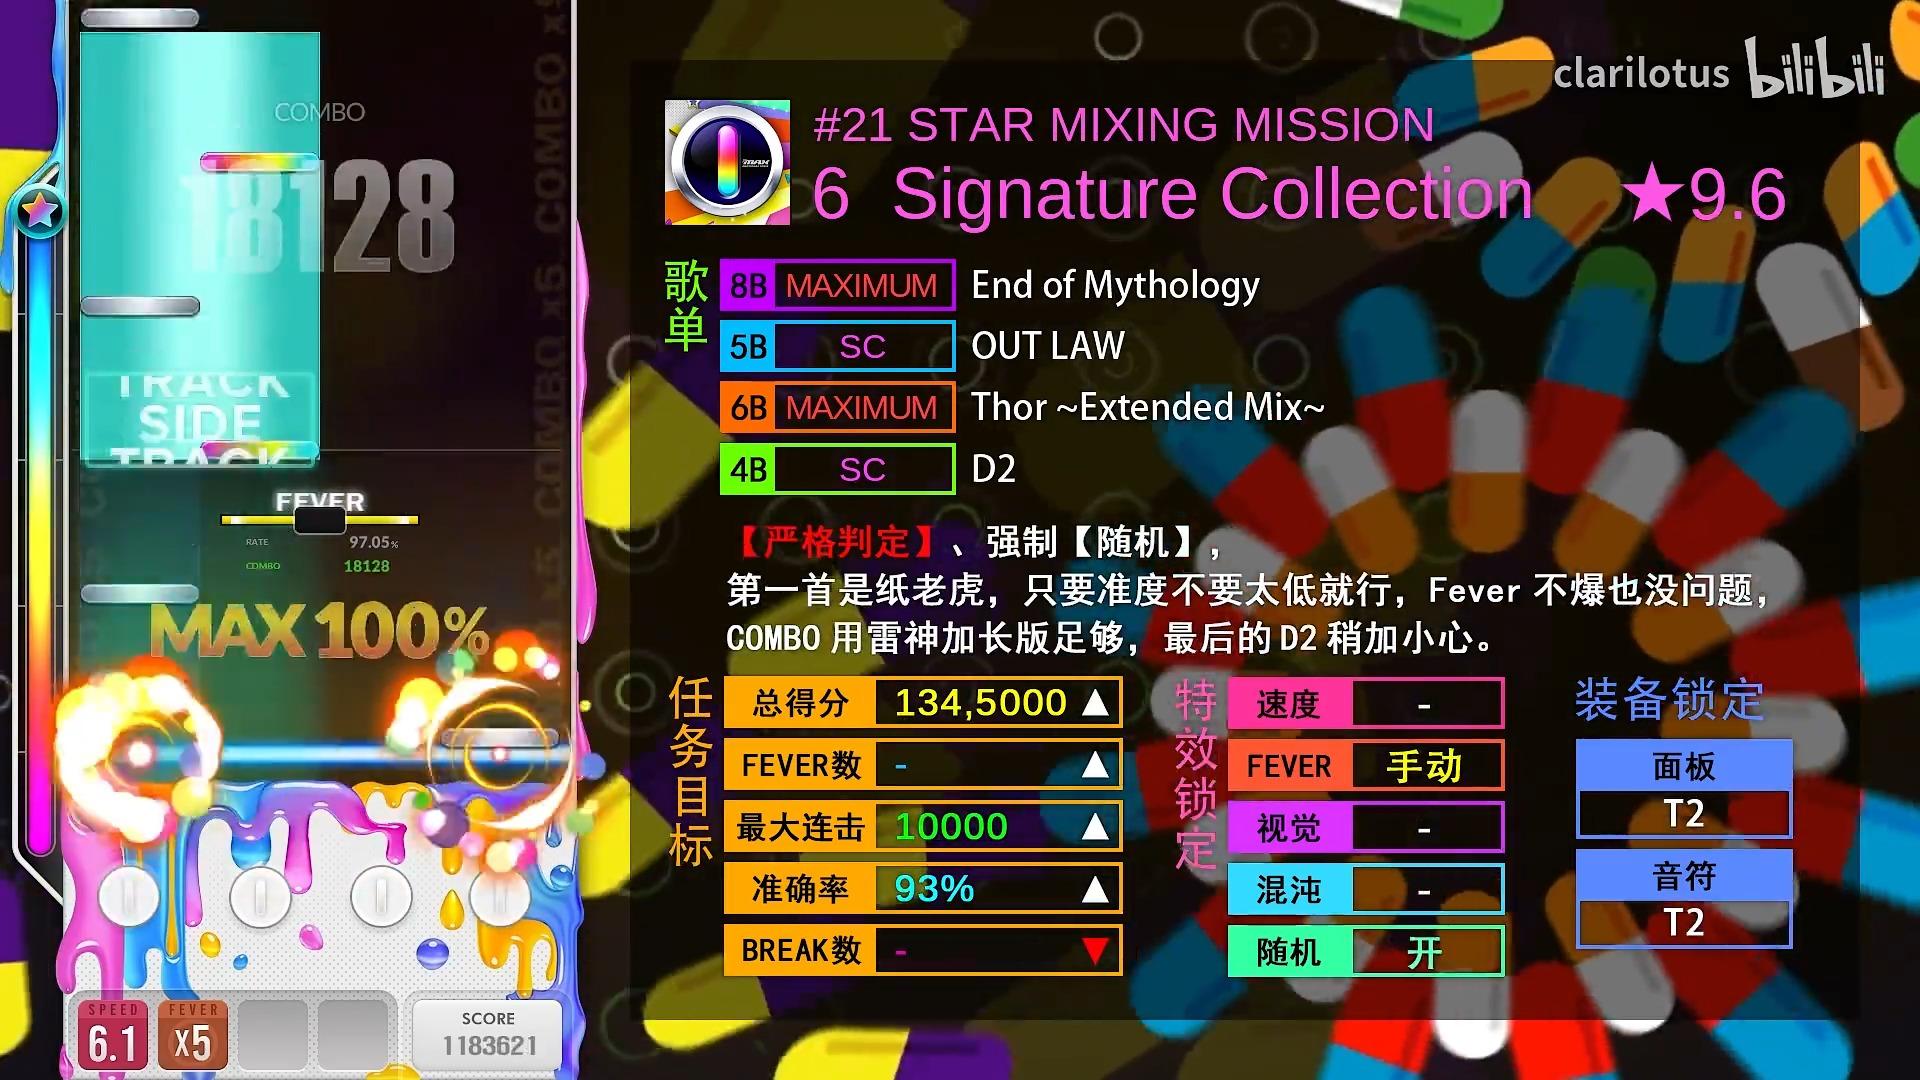 clarilotus bilibili
COMBO
18128
TRACK
SIDE
TRACK
FEVER
RATE 97.05%
COMBO 18128
MAX 100%
SPEED
6.1
FEVER
x5
SCORE
1183621
COMBO x5 COMBO x5
#21 STAR MIXING MISSION
6 Signature Collection ★9.6
歌单
8B MAXIMUM End of Mythology
5B SC OUT LAW
6B MAXIMUM Thor ~Extended Mix~
4B SC D2
【严格判定】、强制【随机】,
第一首是纸老虎,只要准度不要太低就行,Fever 不爆也没问题,
COMBO 用雷神加长版足够,最后的 D2 稍加小心。
任务目标
总得分 134,5000 ▲
FEVER数 - ▲
最大连击 10000 ▲
准确率 93% ▲
BREAK数 - ▼
特效锁定
速度 -
FEVER 手动
视觉 -
混沌 -
随机 开
装备锁定
面板
T2
音符
T2